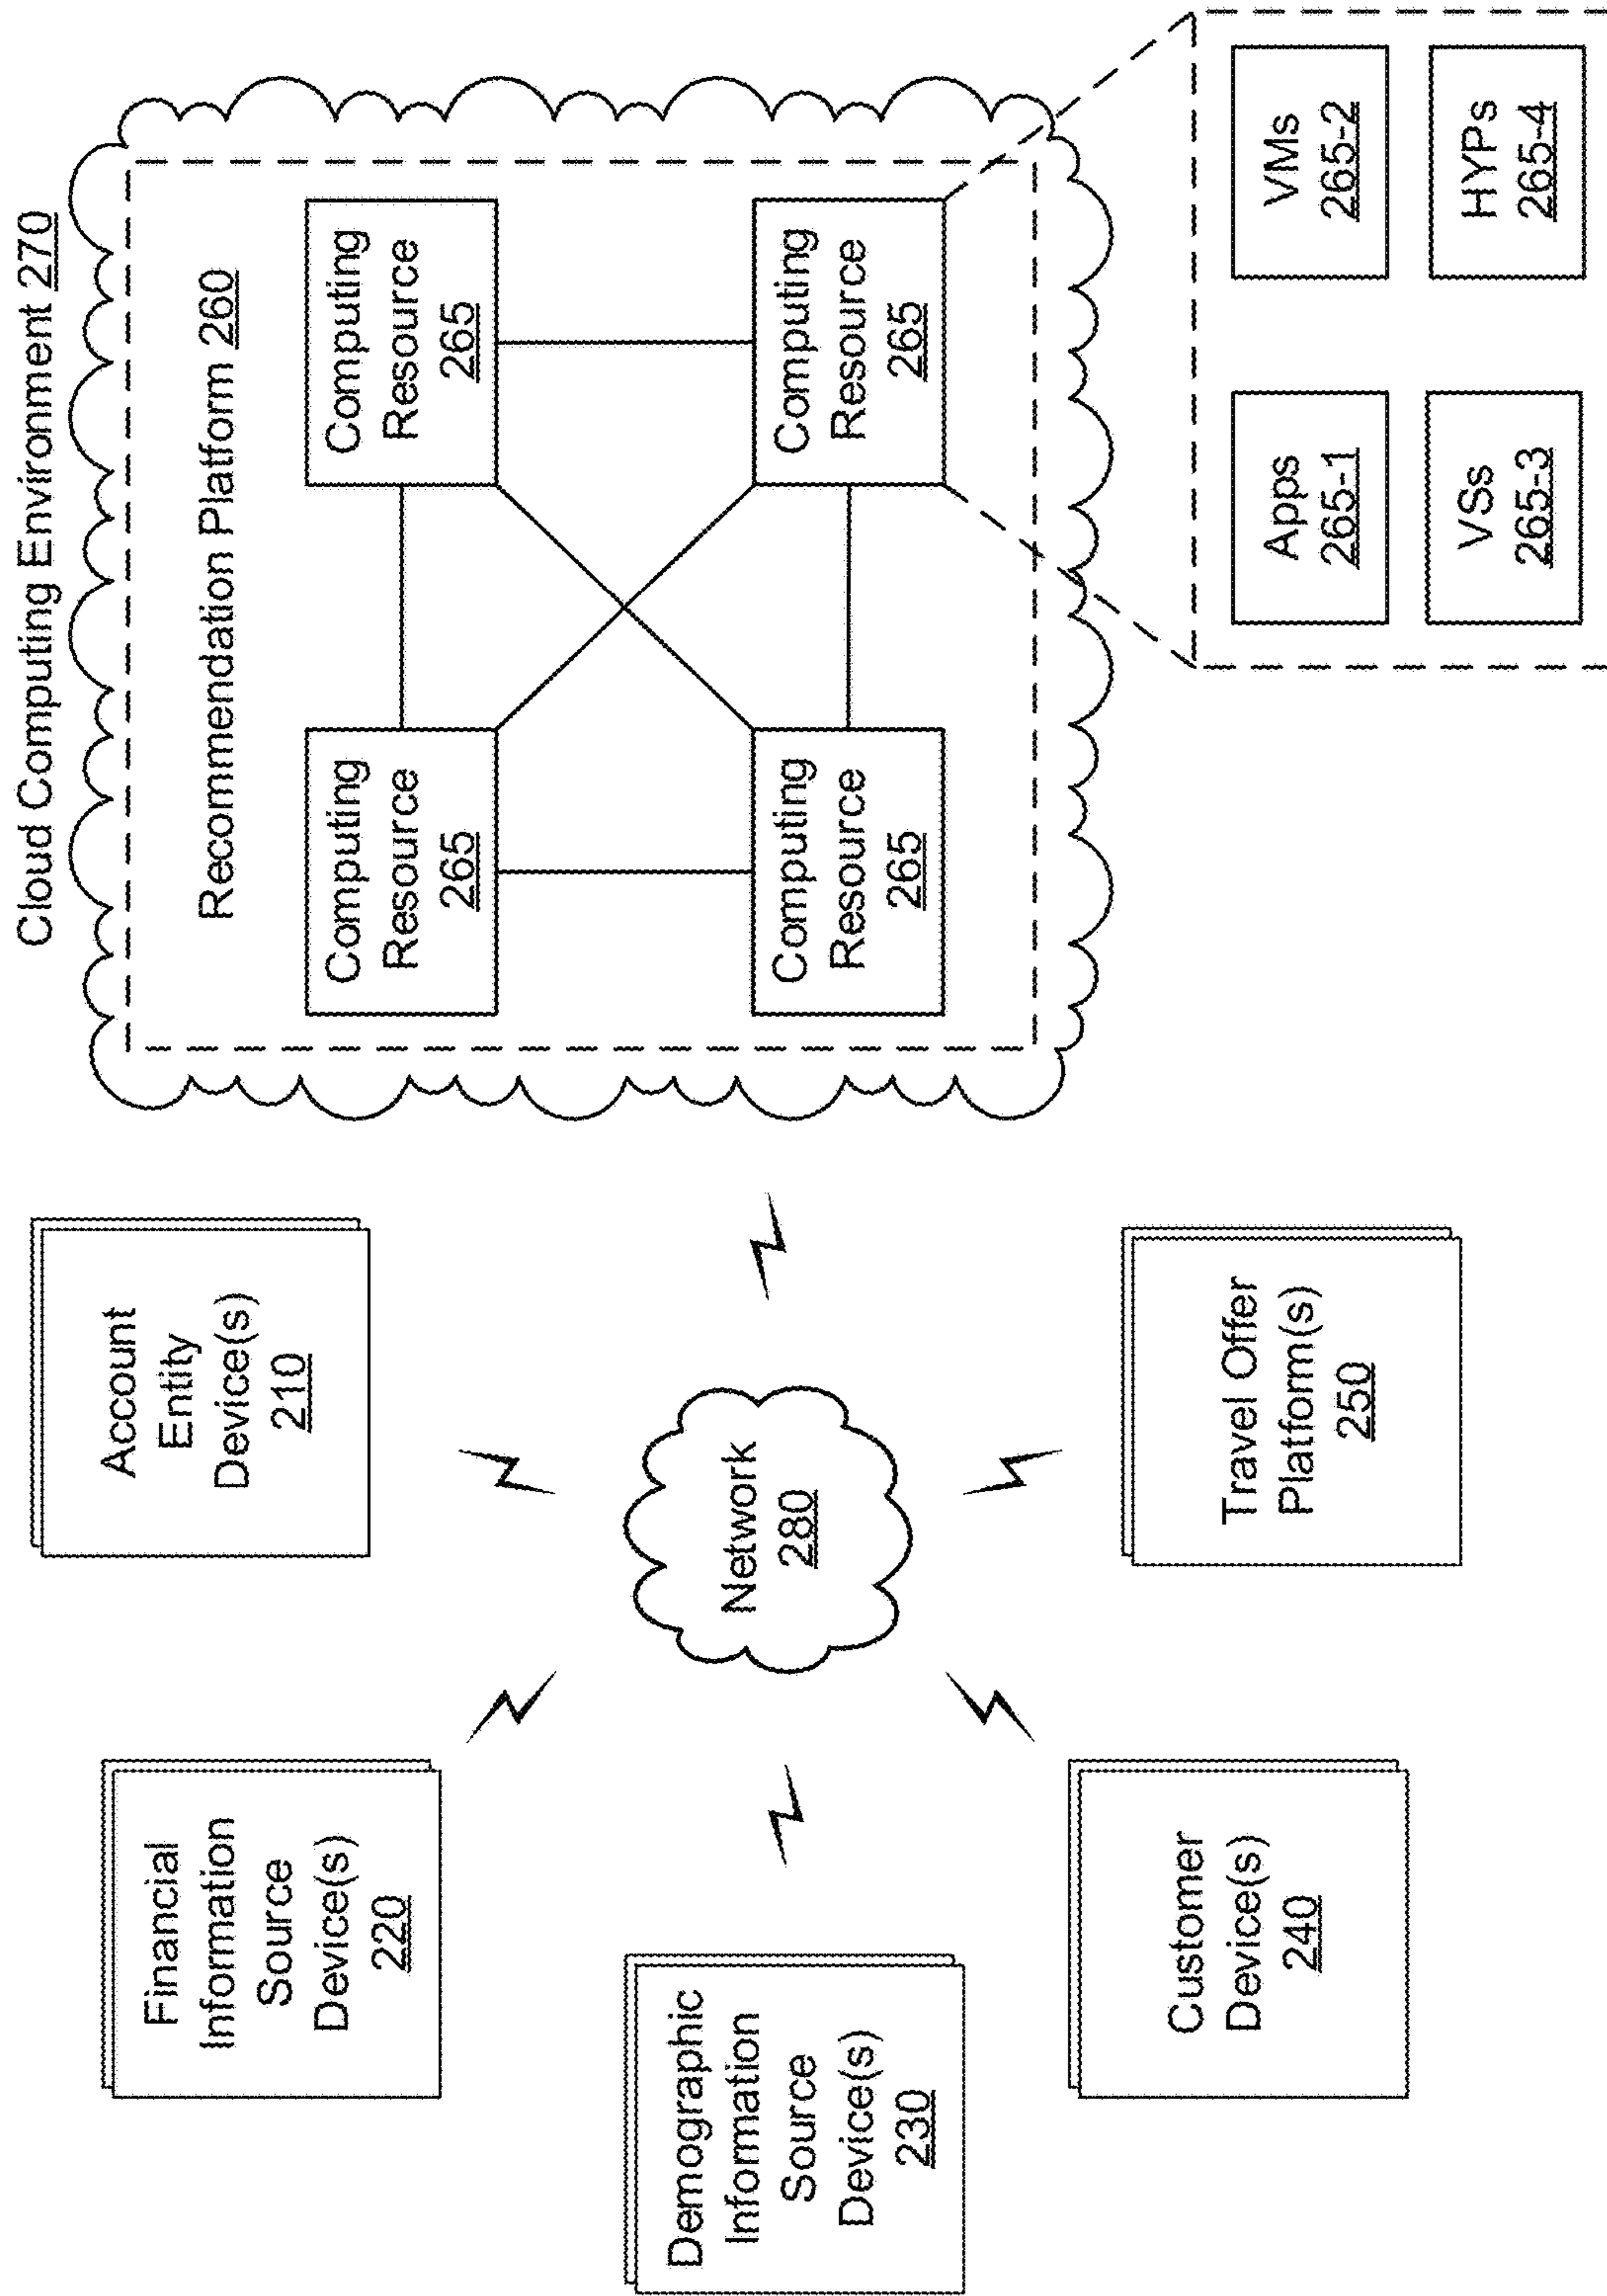 Cloud Computing Environment 270
Recommendation Platform 260
Computing
Resource
265
Computing
Resource
265
Computing
Resource
265
Computing
Resource
265
Apps
265-1
VMs
265-2
VSs
265-3
HYPs
265-4
Account
Entity
Device(s)
210
Financial
Information
Source
Device(s)
220
Network
280
Demographic
Information
Source
Device(s)
230
Customer
Device(s)
240
Travel Offer
Platform(s)
250